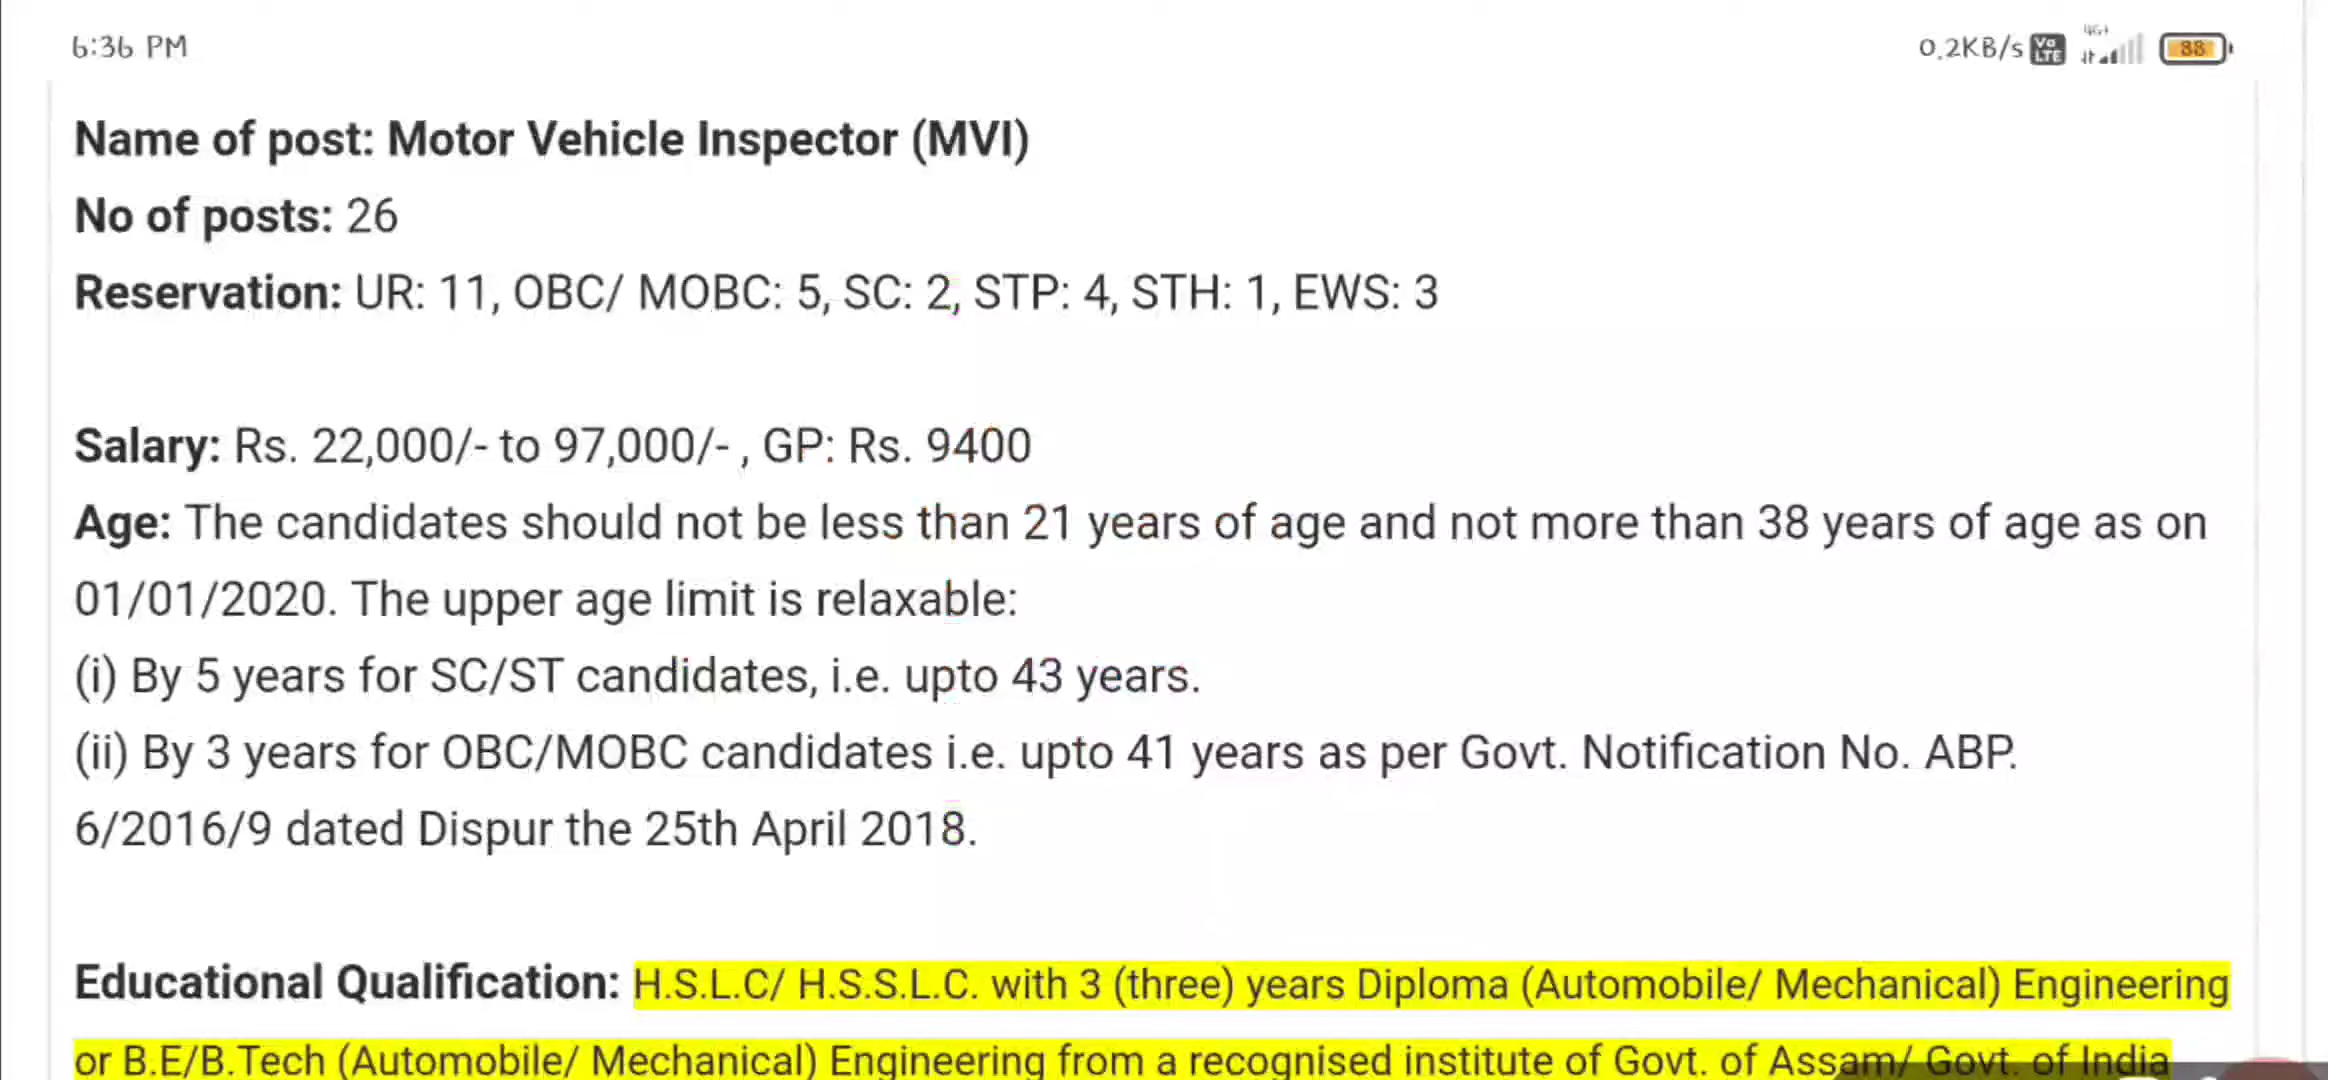 6:36 PM
0.2KB/s Vo LTE 4G+ 88
Name of post: Motor Vehicle Inspector (MVI)
No of posts: 26
Reservation: UR: 11, OBC/ MOBC: 5, SC: 2, STP: 4, STH: 1, EWS: 3
Salary: Rs. 22,000/- to 97,000/- , GP: Rs. 9400
Age: The candidates should not be less than 21 years of age and not more than 38 years of age as on
01/01/2020. The upper age limit is relaxable:
(i) By 5 years for SC/ST candidates, i.e. upto 43 years.
(ii) By 3 years for OBC/MOBC candidates i.e. upto 41 years as per Govt. Notification No. ABP.
6/2016/9 dated Dispur the 25th April 2018.
Educational Qualification: H.S.L.C/ H.S.S.L.C. with 3 (three) years Diploma (Automobile/ Mechanical) Engineering
or B.E/B.Tech (Automobile/ Mechanical) Engineering from a recognised institute of Govt. of Assam/ Govt. of India